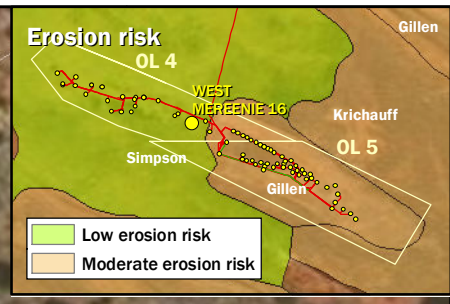 Gillen
Erosion risk
OL 4
WEST
MEREENIE 16
Krichauff
OL 5
Simpson
Gillen
Low erosion risk
Moderate erosion risk